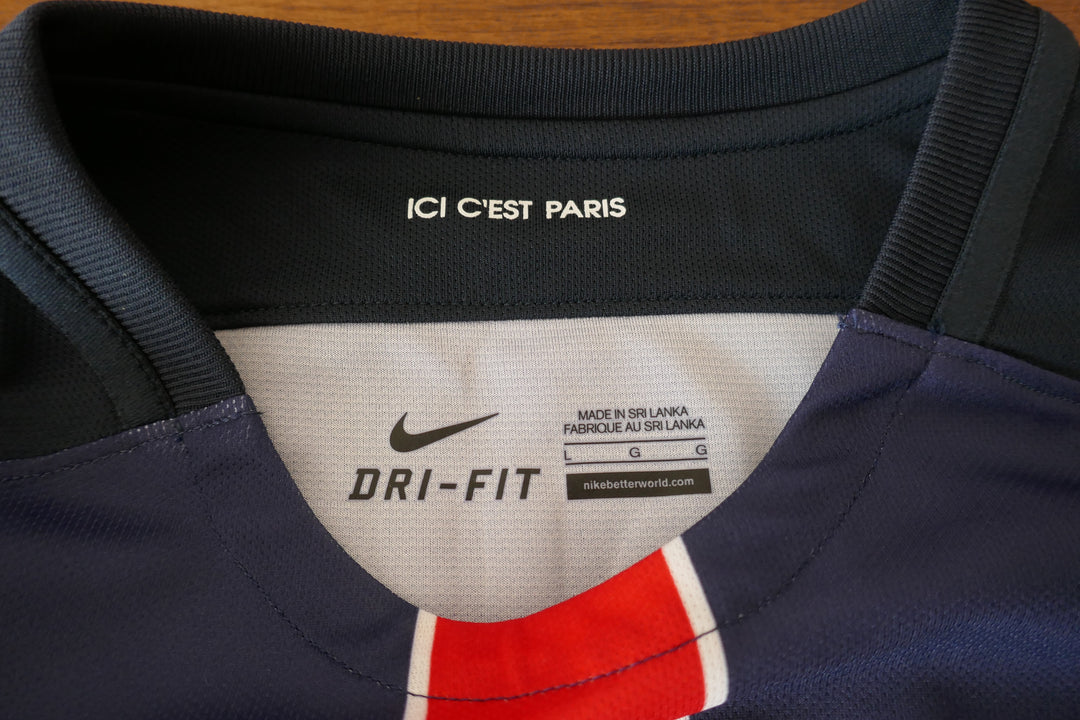 ICI C'EST PARIS
DRI-FIT
MADE IN SRI LANKA
FABRIQUE AU SRI LANKA
L G G
nikebetterworld.com